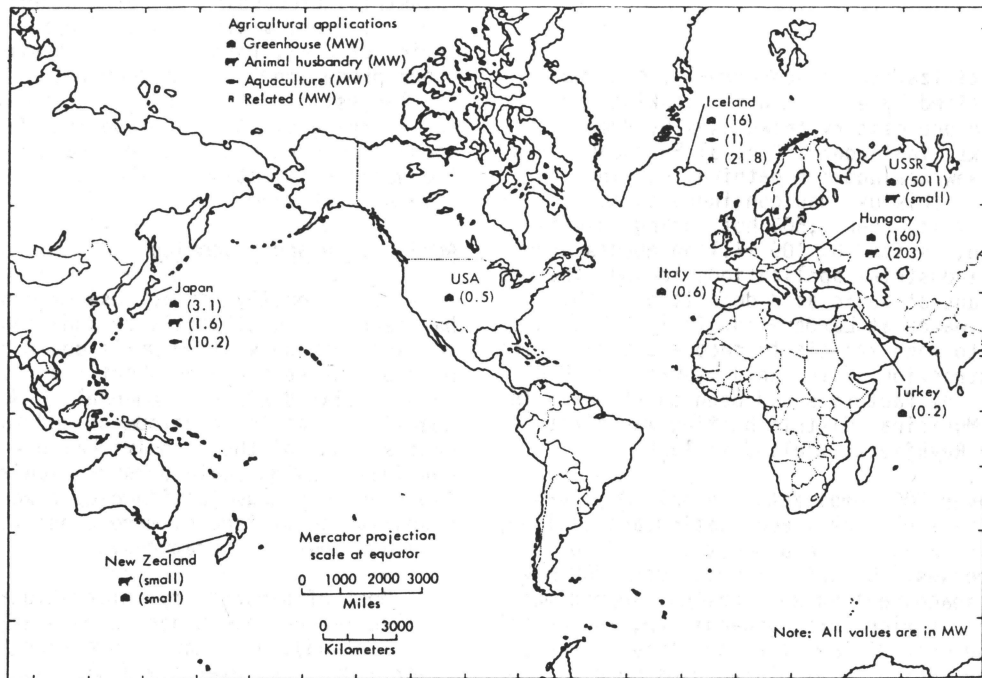 Agricultural applications
Greenhouse (MW)
Animal husbandry (MW)
Aquaculture (MW)
Related (MW)
Iceland
(16)
(1)
(21.8)
USSR
(5011)
(small)
Hungary
(160)
(203)
Italy
(0.6)
USA
(0.5)
Japan
(3.1)
(1.6)
(10.2)
Turkey
(0.2)
New Zealand
(small)
(small)
Mercator projection
scale at equator
0 1000 2000 3000
Miles
0 3000
Kilometers
Note: All values are in MW